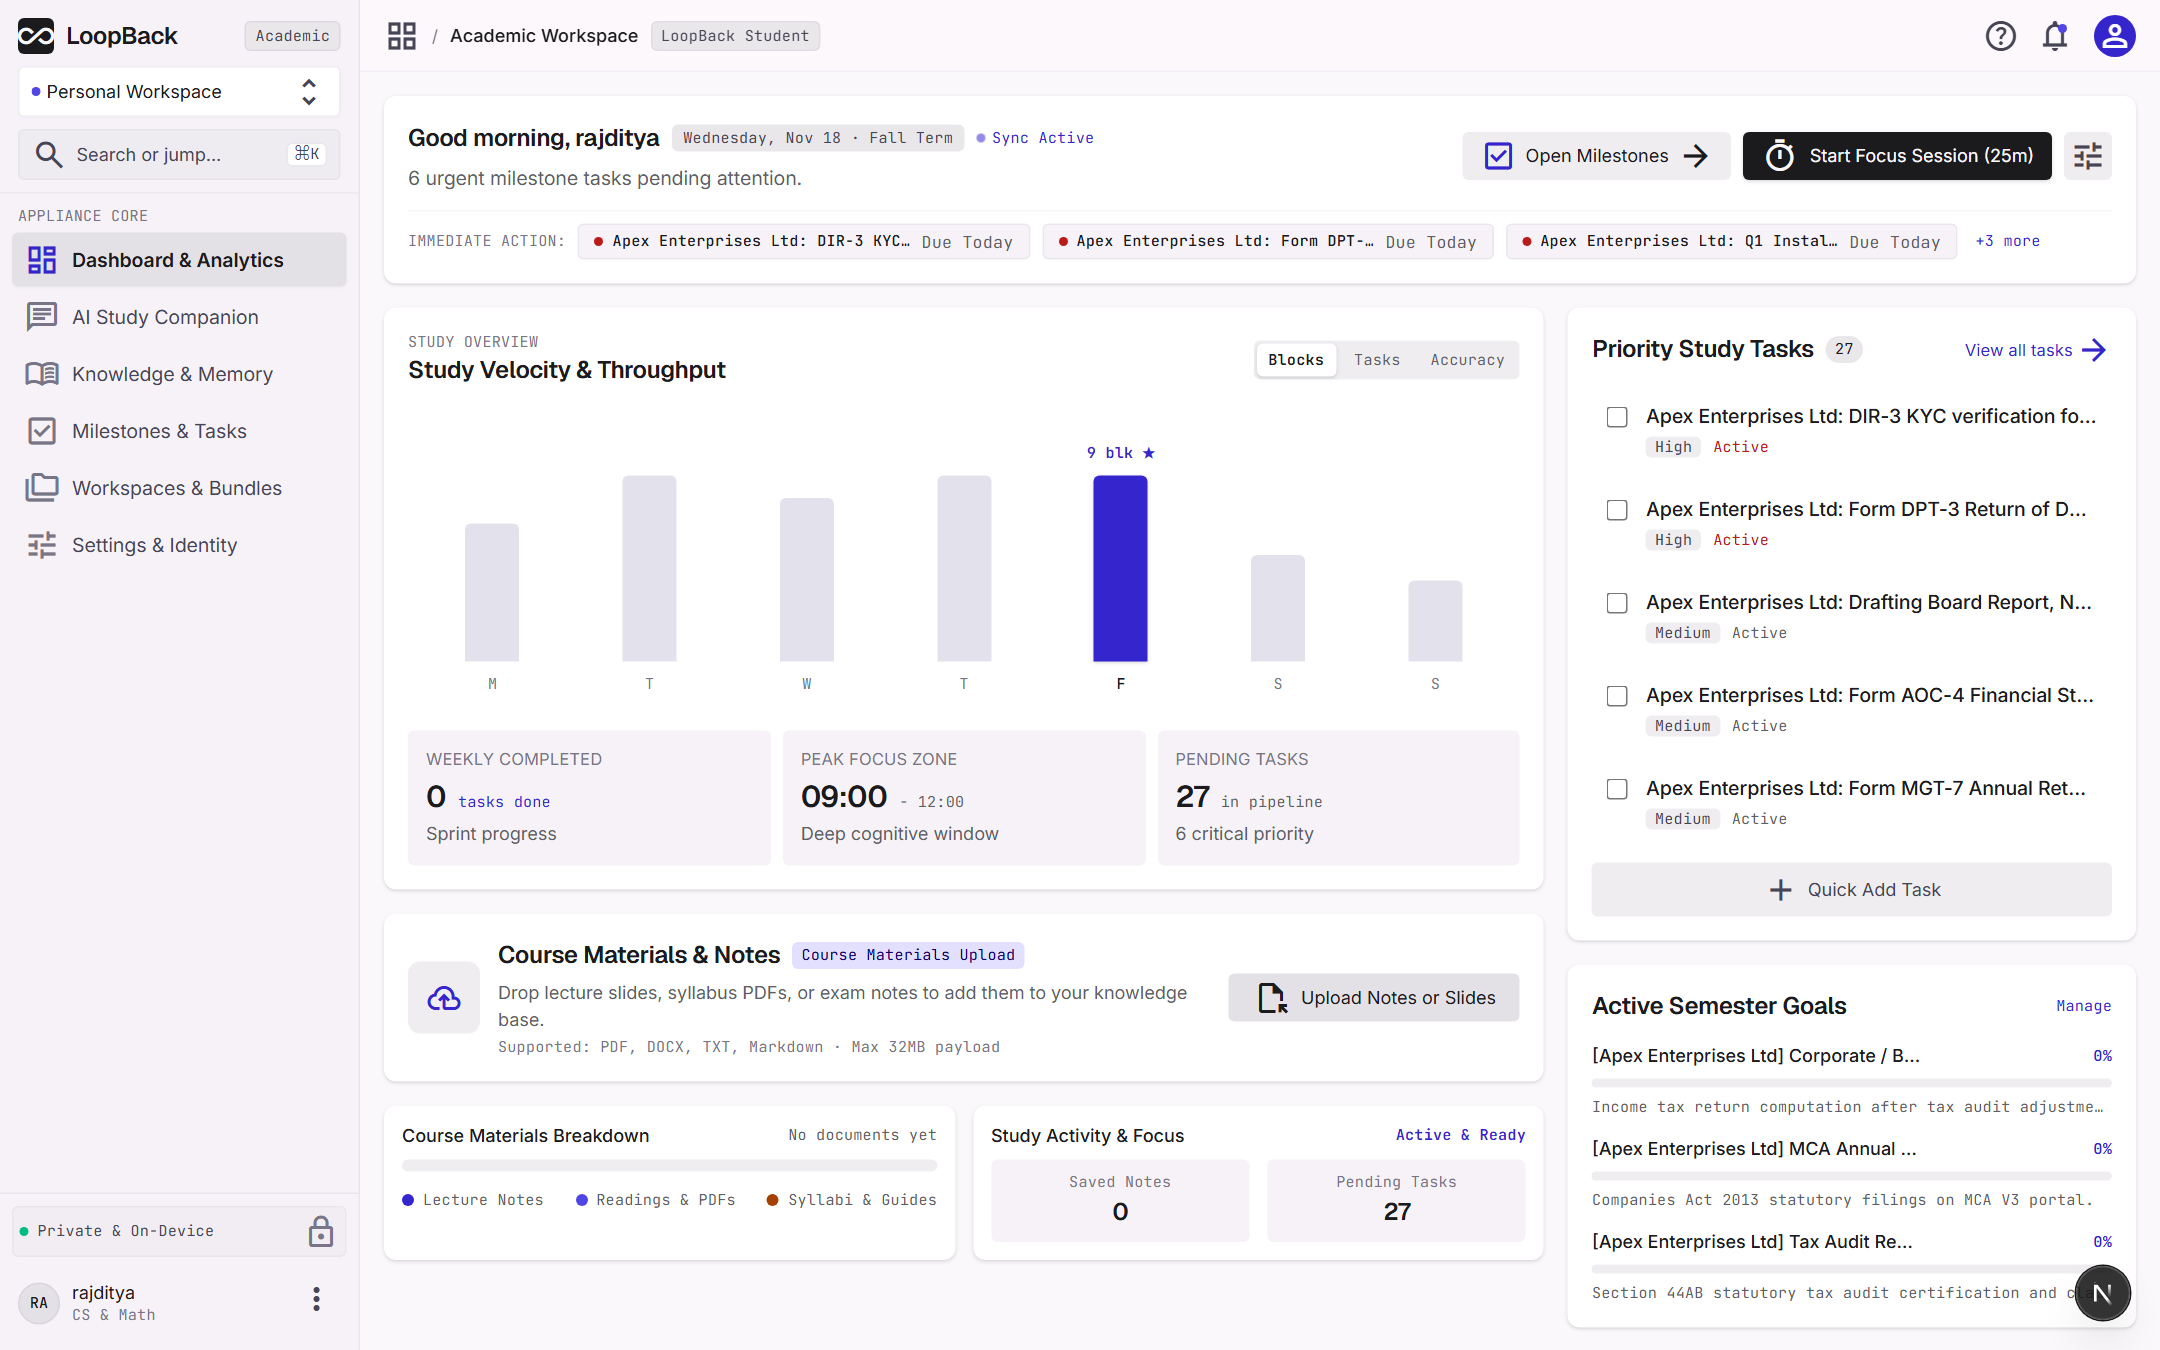 LoopBack
Academic
Personal Workspace
Search or jump...
⌘K
APPLIANCE CORE
Dashboard & Analytics
AI Study Companion
Knowledge & Memory
Milestones & Tasks
Workspaces & Bundles
Settings & Identity
Private & On-Device
RA
rajditya
CS & Math
/ Academic Workspace
LoopBack Student
Good morning, rajditya
Wednesday, Nov 18 · Fall Term
Sync Active
6 urgent milestone tasks pending attention.
Open Milestones
Start Focus Session (25m)
IMMEDIATE ACTION:
Apex Enterprises Ltd: DIR-3 KYC… Due Today
Apex Enterprises Ltd: Form DPT-… Due Today
Apex Enterprises Ltd: Q1 Instal… Due Today
+3 more
STUDY OVERVIEW
Study Velocity & Throughput
Blocks
Tasks
Accuracy
9 blk ★
M
T
W
T
F
S
S
WEEKLY COMPLETED
0 tasks done
Sprint progress
PEAK FOCUS ZONE
09:00 - 12:00
Deep cognitive window
PENDING TASKS
27 in pipeline
6 critical priority
Course Materials & Notes
Course Materials Upload
Drop lecture slides, syllabus PDFs, or exam notes to add them to your knowledge
base.
Supported: PDF, DOCX, TXT, Markdown · Max 32MB payload
Upload Notes or Slides
Course Materials Breakdown
No documents yet
Lecture Notes
Readings & PDFs
Syllabi & Guides
Study Activity & Focus
Active & Ready
Saved Notes
0
Pending Tasks
27
Priority Study Tasks
27
View all tasks
Apex Enterprises Ltd: DIR-3 KYC verification fo...
High Active
Apex Enterprises Ltd: Form DPT-3 Return of D...
High Active
Apex Enterprises Ltd: Drafting Board Report, N...
Medium Active
Apex Enterprises Ltd: Form AOC-4 Financial St...
Medium Active
Apex Enterprises Ltd: Form MGT-7 Annual Ret...
Medium Active
Quick Add Task
Active Semester Goals
Manage
[Apex Enterprises Ltd] Corporate / B...
0%
Income tax return computation after tax audit adjustme…
[Apex Enterprises Ltd] MCA Annual ...
0%
Companies Act 2013 statutory filings on MCA V3 portal.
[Apex Enterprises Ltd] Tax Audit Re...
0%
Section 44AB statutory tax audit certification and
N